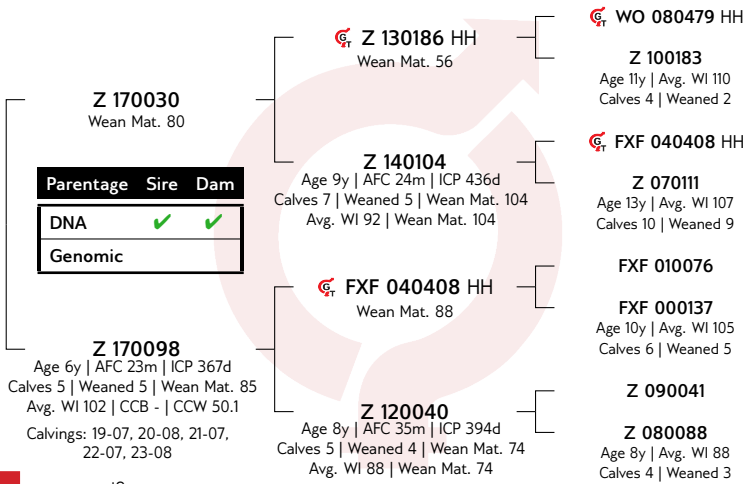 Z 170030
Wean Mat. 80
Parentage Sire Dam
DNA ✔ ✔
Genomic
Z 170098
Age 6y | AFC 23m | ICP 367d
Calves 5 | Weaned 5 | Wean Mat. 85
Avg. WI 102 | CCB - | CCW 50.1
Calvings: 19-07, 20-08, 21-07,
22-07, 23-08
GT Z 130186 HH
Wean Mat. 56
Z 140104
Age 9y | AFC 24m | ICP 436d
Calves 7 | Weaned 5 | Wean Mat. 104
Avg. WI 92 | Wean Mat. 104
GT FXF 040408 HH
Wean Mat. 88
Z 120040
Age 8y | AFC 35m | ICP 394d
Calves 5 | Weaned 4 | Wean Mat. 74
Avg. WI 88 | Wean Mat. 74
GT WO 080479 HH
Z 100183
Age 11y | Avg. WI 110
Calves 4 | Weaned 2
GT FXF 040408 HH
Z 070111
Age 13y | Avg. WI 107
Calves 10 | Weaned 9
FXF 010076
FXF 000137
Age 10y | Avg. WI 105
Calves 6 | Weaned 5
Z 090041
Z 080088
Age 8y | Avg. WI 88
Calves 4 | Weaned 3